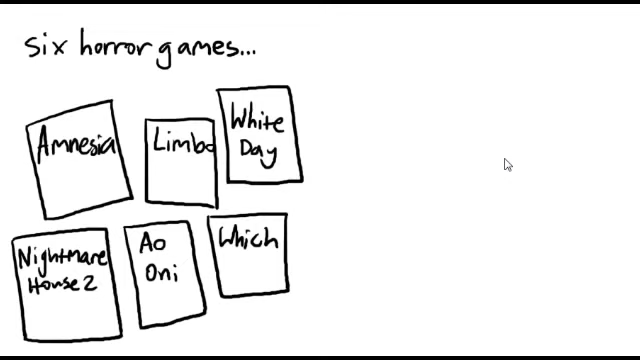 six horror games...
Amnesia
Limbo
White
Day
Nightmare
House 2
Ao
Oni
Which